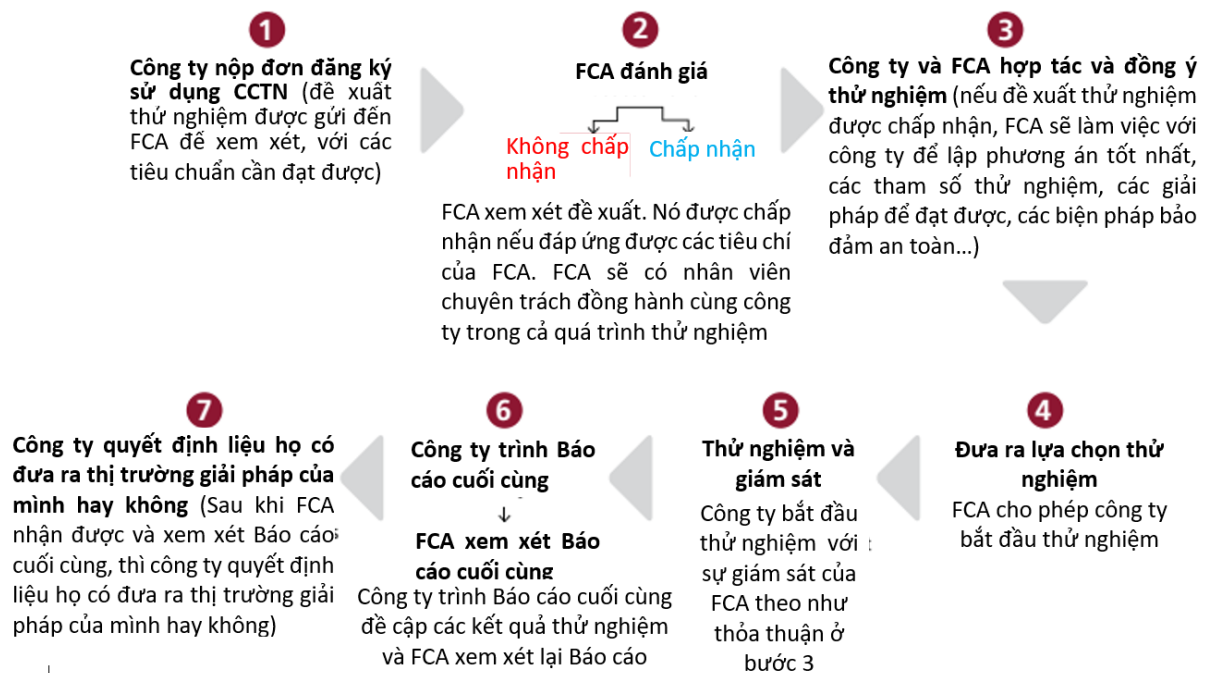 1
Công ty nộp đơn đăng ký
sử dụng CCTN (đề xuất
thử nghiệm được gửi đến
FCA để xem xét, với các
tiêu chuẩn cần đạt được)
2
FCA đánh giá
Không chấp
nhận
Chấp nhận
FCA xem xét đề xuất. Nó được chấp
nhận nếu đáp ứng được các tiêu chí
của FCA. FCA sẽ có nhân viên
chuyên trách đồng hành cùng công
ty trong cả quá trình thử nghiệm
3
Công ty và FCA hợp tác và đồng ý
thử nghiệm (nếu đề xuất thử nghiệm
được chấp nhận, FCA sẽ làm việc với
công ty để lập phương án tốt nhất,
các tham số thử nghiệm, các giải
pháp để đạt được, các biện pháp bảo
đảm an toàn...)
4
Đưa ra lựa chọn thử
nghiệm
FCA cho phép công ty
bắt đầu thử nghiệm
5
Thử nghiệm và
giám sát
Công ty bắt đầu
thử nghiệm với
sự giám sát của
FCA theo như
thỏa thuận ở
bước 3
6
Công ty trình Báo
cáo cuối cùng
FCA xem xét Báo
cáo cuối cùng
Công ty trình Báo cáo cuối cùng
đề cập các kết quả thử nghiệm
và FCA xem xét lại Báo cáo
7
Công ty quyết định liệu họ có
đưa ra thị trường giải pháp của
mình hay không (Sau khi FCA
nhận được và xem xét Báo cáo
cuối cùng, thì công ty quyết định
liệu họ có đưa ra thị trường giải
pháp của mình hay không)